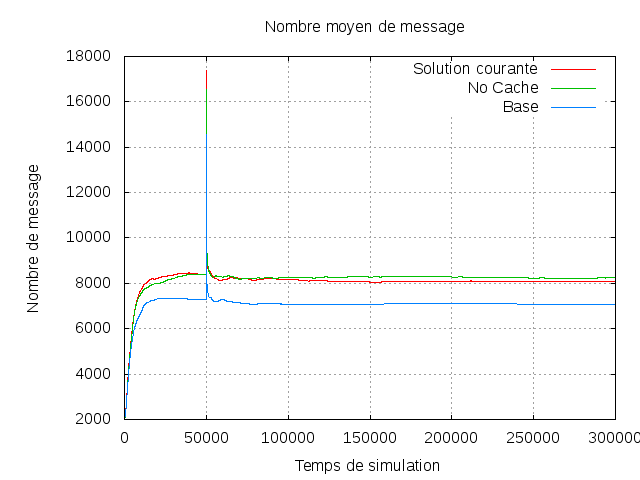 Nombre moyen de message
18000
16000
14000
12000
10000
8000
6000
4000
2000
Nombre de message
Solution courante
No Cache
Base
0 50000 100000 150000 200000 250000 300000
Temps de simulation